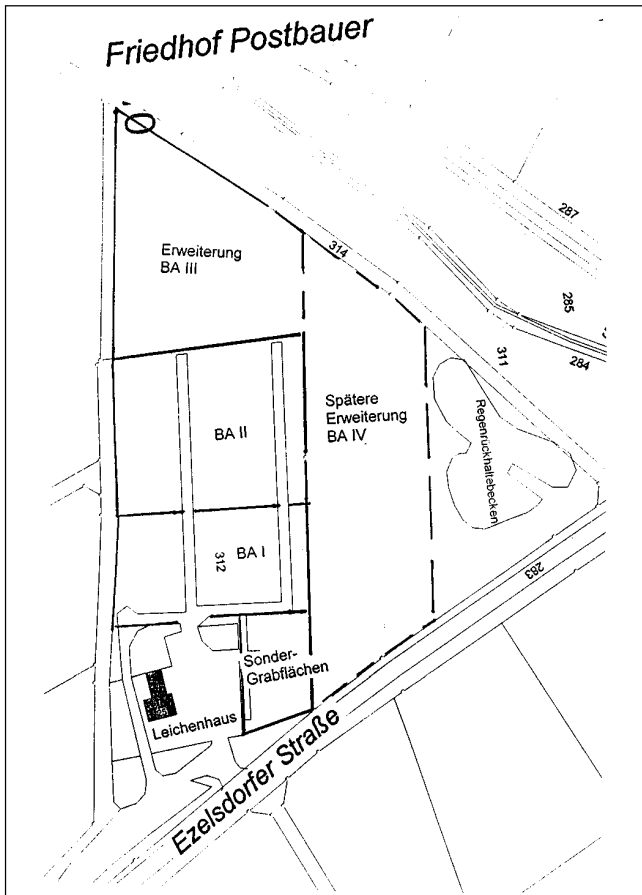 Friedhof Postbauer
287
Erweiterung
BA III
314
285
284
311
Spätere
Erweiterung
BA IV
Regenrückhaltebecken
BA II
BA I
312
283
Sonder-
Grabflächen
Leichenhaus
Ezelsdorfer Straße